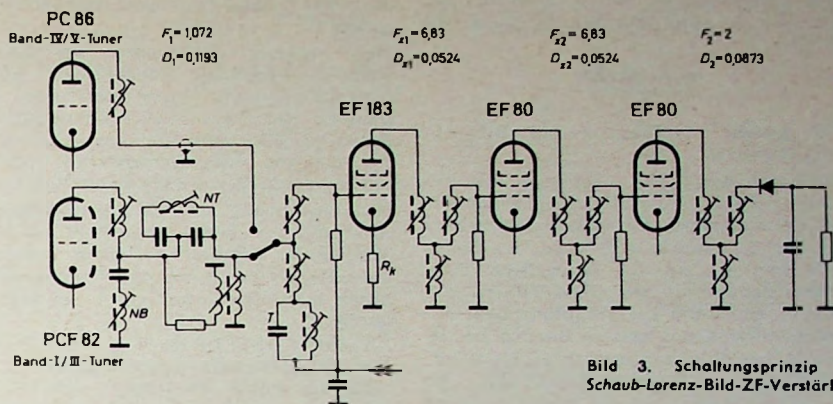 PC 86
Band-IV/V-Tuner
F₁=1,072
D₁=0,1193
Fz1=6,83
Dz1=0,0524
Fz2=6,83
Dz2=0,0524
F₂=2
D₂=0,0873
EF 183
EF 80
EF 80
NT
Rk
NB
T
PCF 82
Band-I/III-Tuner
Bild 3. Schaltungsprinzip
Schaub-Lorenz-Bild-ZF-Verstärk